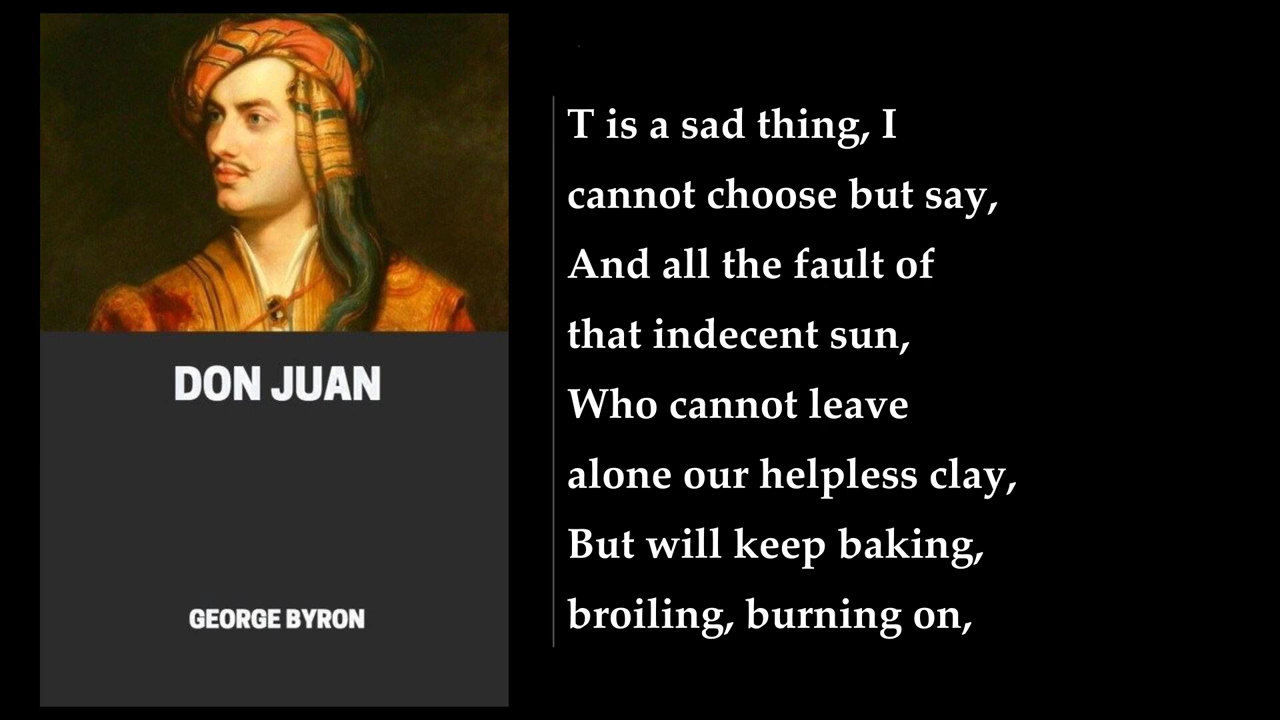 DON JUAN
GEORGE BYRON
T is a sad thing, I
cannot choose but say,
And all the fault of
that indecent sun,
Who cannot leave
alone our helpless clay,
But will keep baking,
broiling, burning on,